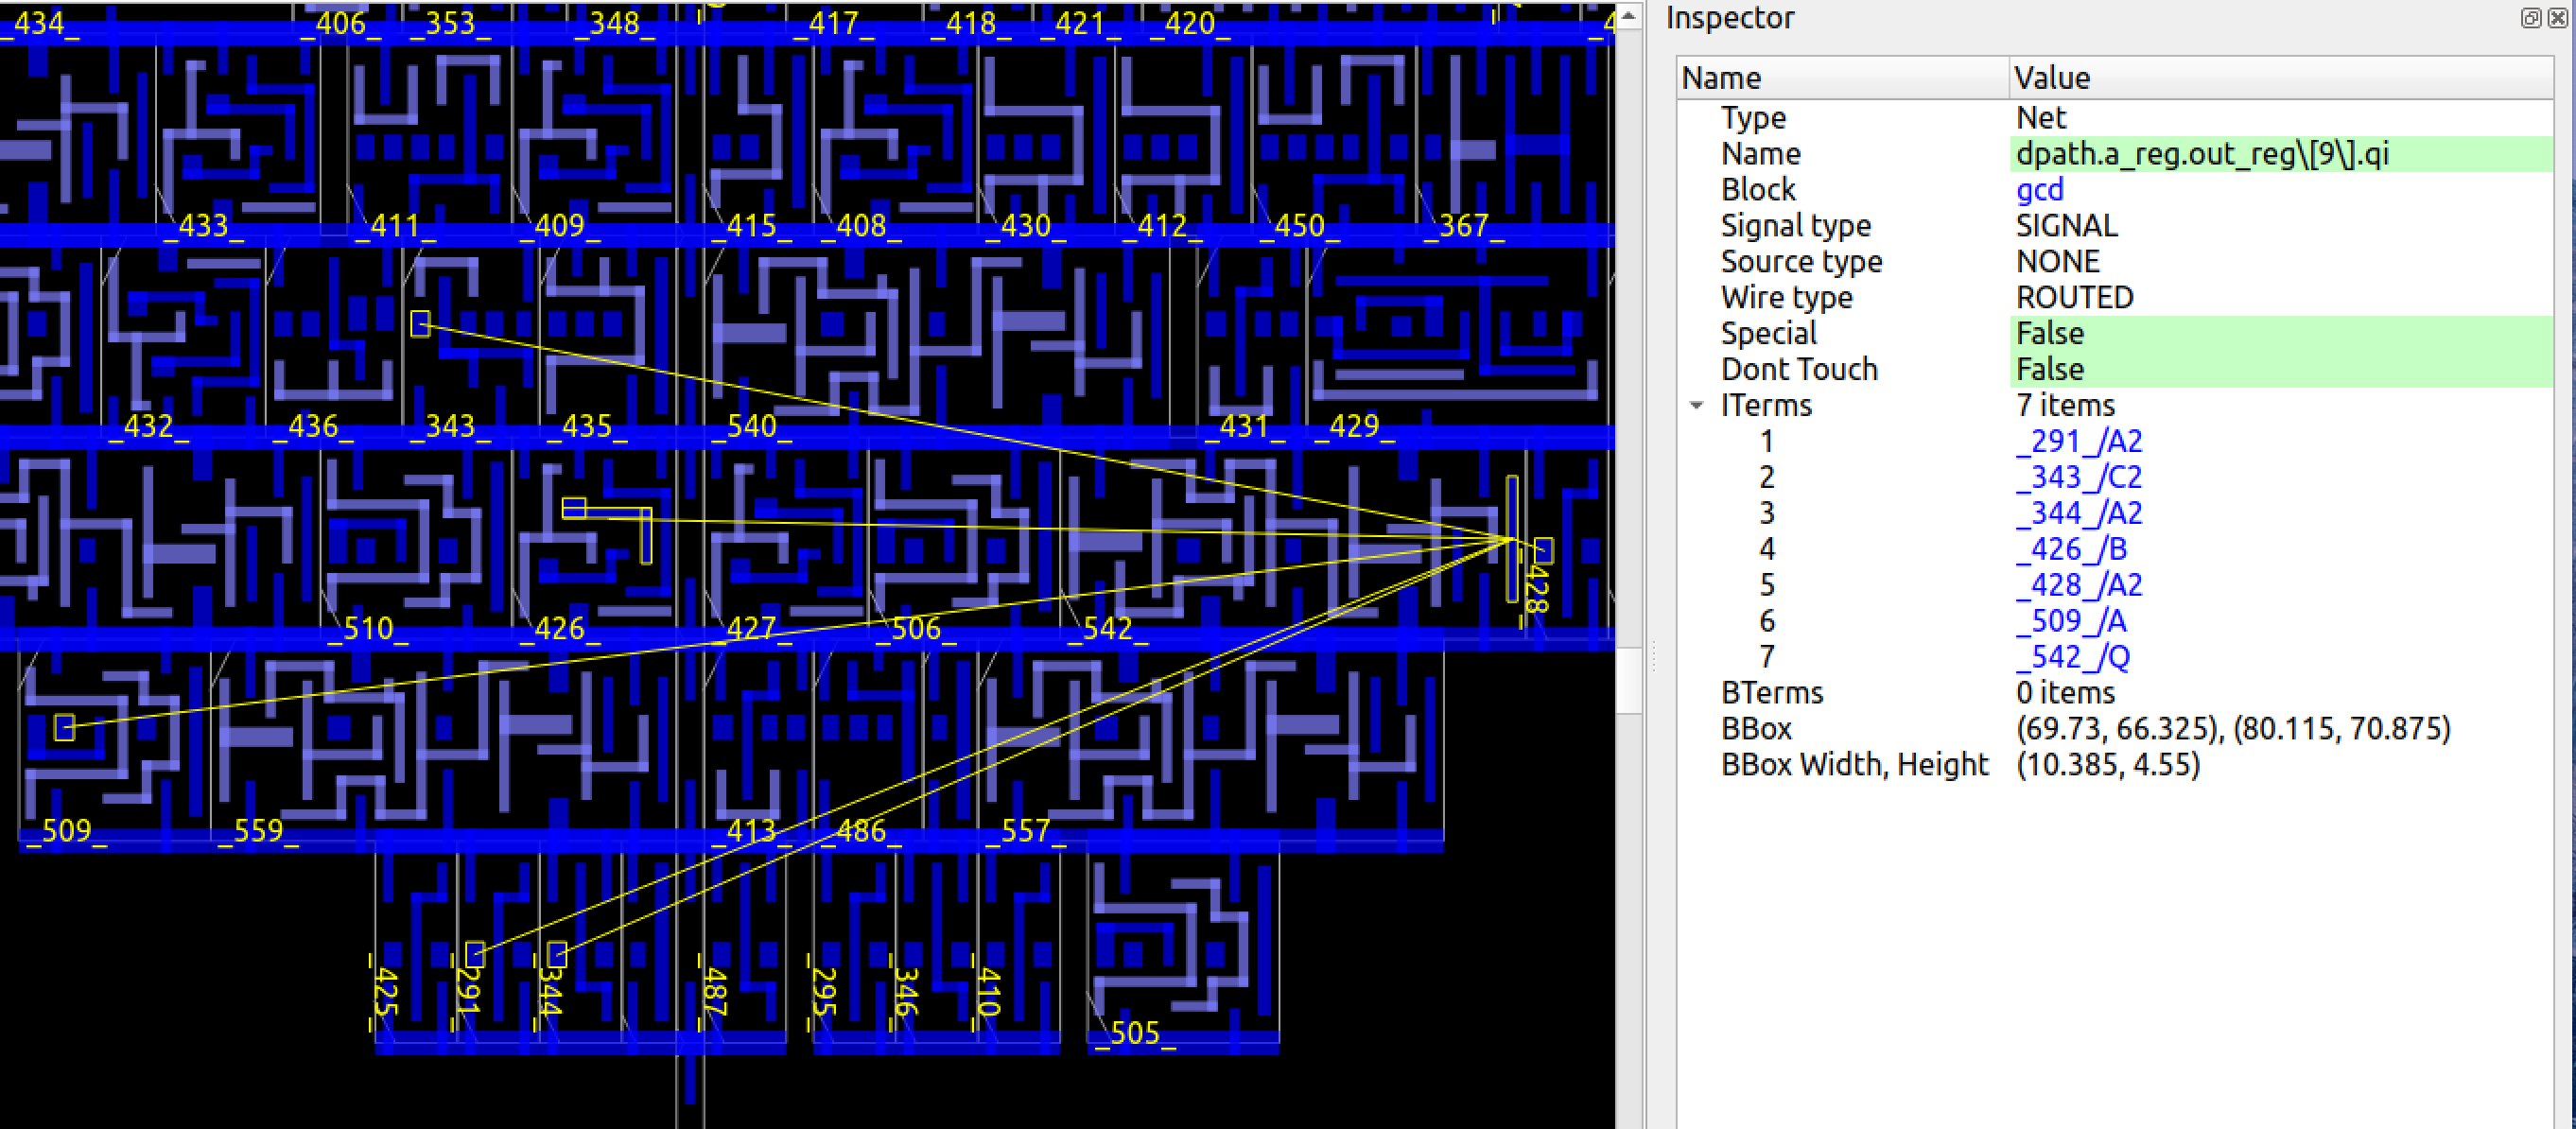 _434_ _406_ _353_ _348_ _417_ _418_ _421_ _420_
_433_ _411_ _409_ _415_ _408_ _430_ _412_ _450_ _367_
_432_ _436_ _343_ _435_ _540_ _431_ _429_
_428_
_510_ _426_ _427_ _506_ _542_
_509_ _559_ _413_ _486_ _557_
_425_ _291_ _344_ _487_ _295_ _346_ _410_
_505_
Inspector
Name Value
Type Net
Name dpath.a_reg.out_reg\[9\].qi
Block gcd
Signal type SIGNAL
Source type NONE
Wire type ROUTED
Special False
Dont Touch False
ITerms 7 items
1 _291_/A2
2 _343_/C2
3 _344_/A2
4 _426_/B
5 _428_/A2
6 _509_/A
7 _542_/Q
BTerms 0 items
BBox (69.73, 66.325), (80.115, 70.875)
BBox Width, Height (10.385, 4.55)